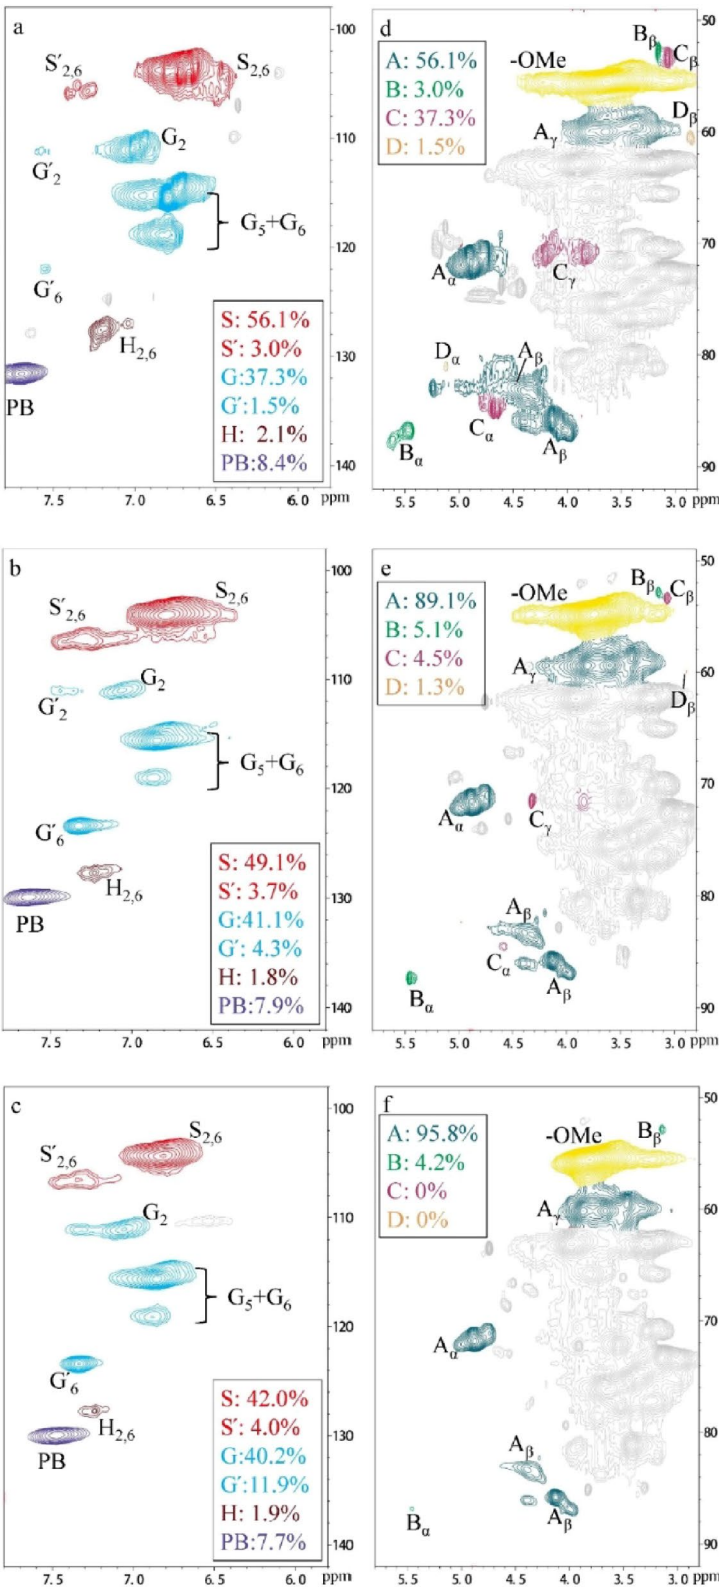 a
S′2,6
S2,6
G2
G′2
G5+G6
G′6
H2,6
PB
S: 56.1%
S′: 3.0%
G:37.3%
G′:1.5%
H: 2.1%
PB:8.4%
100
110
120
130
140
7.5
7.0
6.5
6.0
ppm
d
A: 56.1%
B: 3.0%
C: 37.3%
D: 1.5%
-OMe
Bβ
Cβ
Dβ
Aγ
Aα
Cγ
Dα
Aβ
Cα
Aβ
Bα
50
60
70
80
90
5.5
5.0
4.5
4.0
3.5
3.0
ppm
b
S′2,6
S2,6
G′2
G2
G5+G6
G′6
H2,6
PB
S: 49.1%
S′: 3.7%
G:41.1%
G′: 4.3%
H: 1.8%
PB:7.9%
100
110
120
130
140
7.5
7.0
6.5
6.0
ppm
e
A: 89.1%
B: 5.1%
C: 4.5%
D: 1.3%
-OMe
Bβ
Cβ
Aγ
Dβ
Aα
Cγ
Aβ
Cα
Aβ
Bα
50
60
70
80
90
5.5
5.0
4.5
4.0
3.5
3.0
ppm
c
S′2,6
S2,6
G2
G5+G6
G′6
H2,6
PB
S: 42.0%
S′: 4.0%
G:40.2%
G′:11.9%
H: 1.9%
PB:7.7%
100
110
120
130
140
7.5
7.0
6.5
6.0
ppm
f
A: 95.8%
B: 4.2%
C: 0%
D: 0%
-OMe
Bβ
Aγ
Aα
Aβ
Aβ
Bα
50
60
70
80
90
5.5
5.0
4.5
4.0
3.5
3.0
ppm